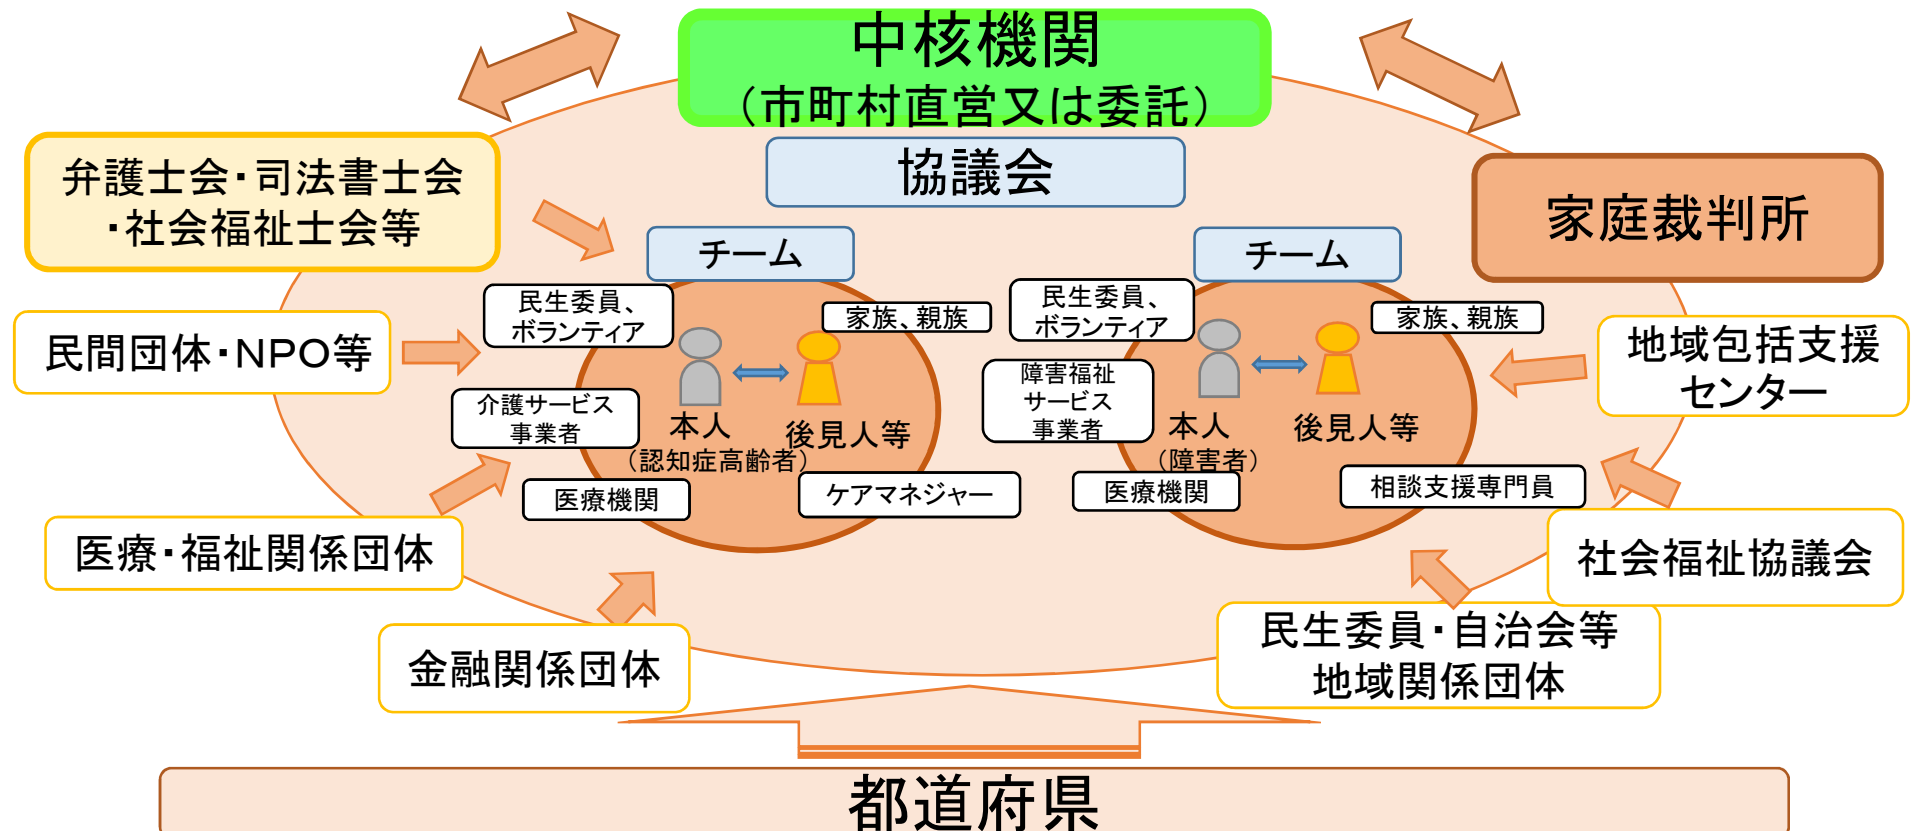 中核機関
（市町村直営又は委託）
協議会
弁護士会・司法書士会
・社会福祉士会等
家庭裁判所
民間団体・NPO等
医療・福祉関係団体
金融関係団体
チーム
民生委員、
ボランティア
家族、親族
介護サービス
事業者
本人
（認知症高齢者）
後見人等
医療機関
ケアマネジャー
チーム
民生委員、
ボランティア
家族、親族
障害福祉
サービス
事業者
本人
（障害者）
後見人等
医療機関
相談支援専門員
地域包括支援
センター
社会福祉協議会
民生委員・自治会等
地域関係団体
都道府県